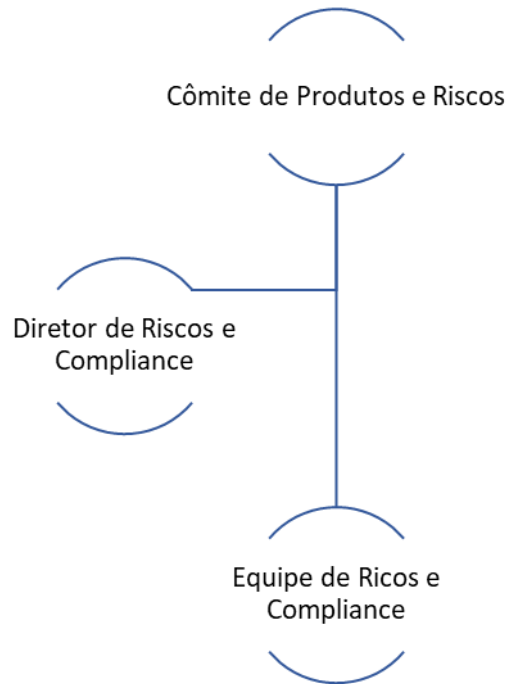 Cômite de Produtos e Riscos
Diretor de Riscos e
Compliance
Equipe de Ricos e
Compliance